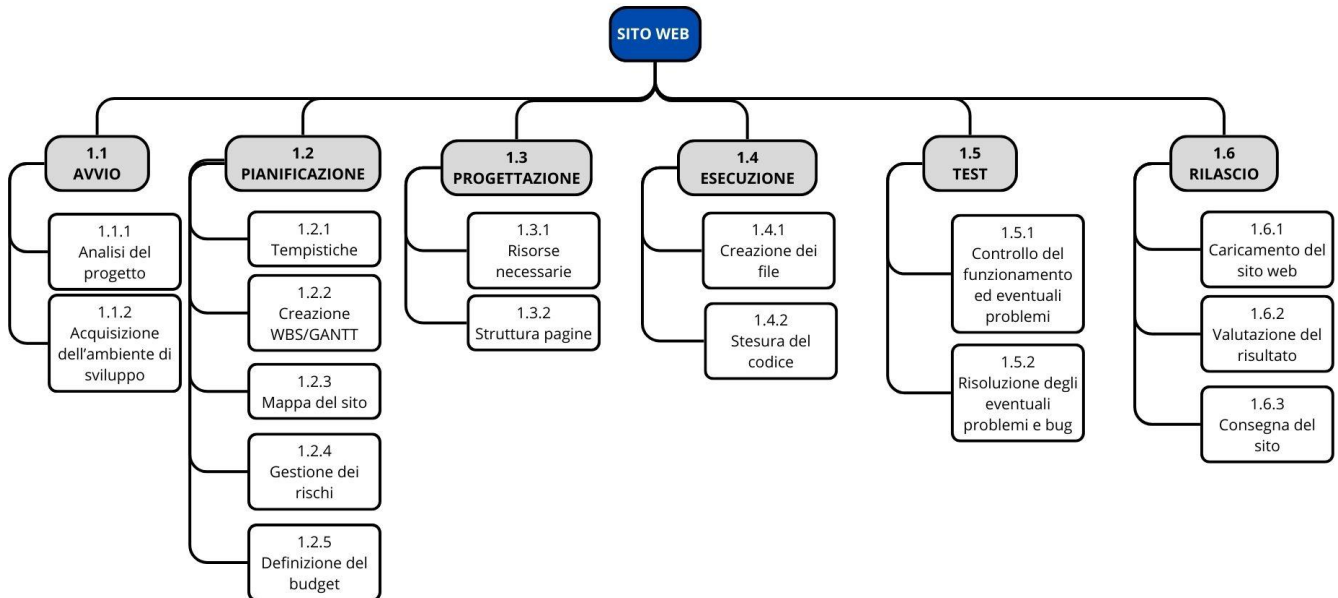 SITO WEB
1.1
AVVIO
1.1.1
Analisi del
progetto
1.1.2
Acquisizione
dell'ambiente di
sviluppo
1.2
PIANIFICAZIONE
1.2.1
Tempistiche
1.2.2
Creazione
WBS/GANTT
1.2.3
Mappa del sito
1.2.4
Gestione dei
rischi
1.2.5
Definizione del
budget
1.3
PROGETTAZIONE
1.3.1
Risorse
necessarie
1.3.2
Struttura pagine
1.4
ESECUZIONE
1.4.1
Creazione dei
file
1.4.2
Stesura del
codice
1.5
TEST
1.5.1
Controllo del
funzionamento
ed eventuali
problemi
1.5.2
Risoluzione degli
eventuali
problemi e bug
1.6
RILASCIO
1.6.1
Caricamento del
sito web
1.6.2
Valutazione del
risultato
1.6.3
Consegna del
sito